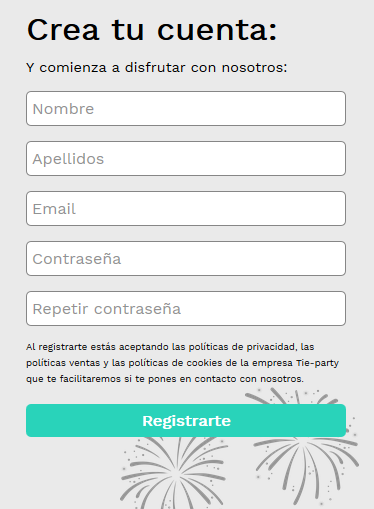 Crea tu cuenta:
Y comienza a disfrutar con nosotros:
Nombre
Apellidos
Email
Contraseña
Repetir contraseña
Al registrarte estás aceptando las políticas de privacidad, las
políticas ventas y las políticas de cookies de la empresa Tie-party
que te facilitaremos si te pones en contacto con nosotros.
Registrarte